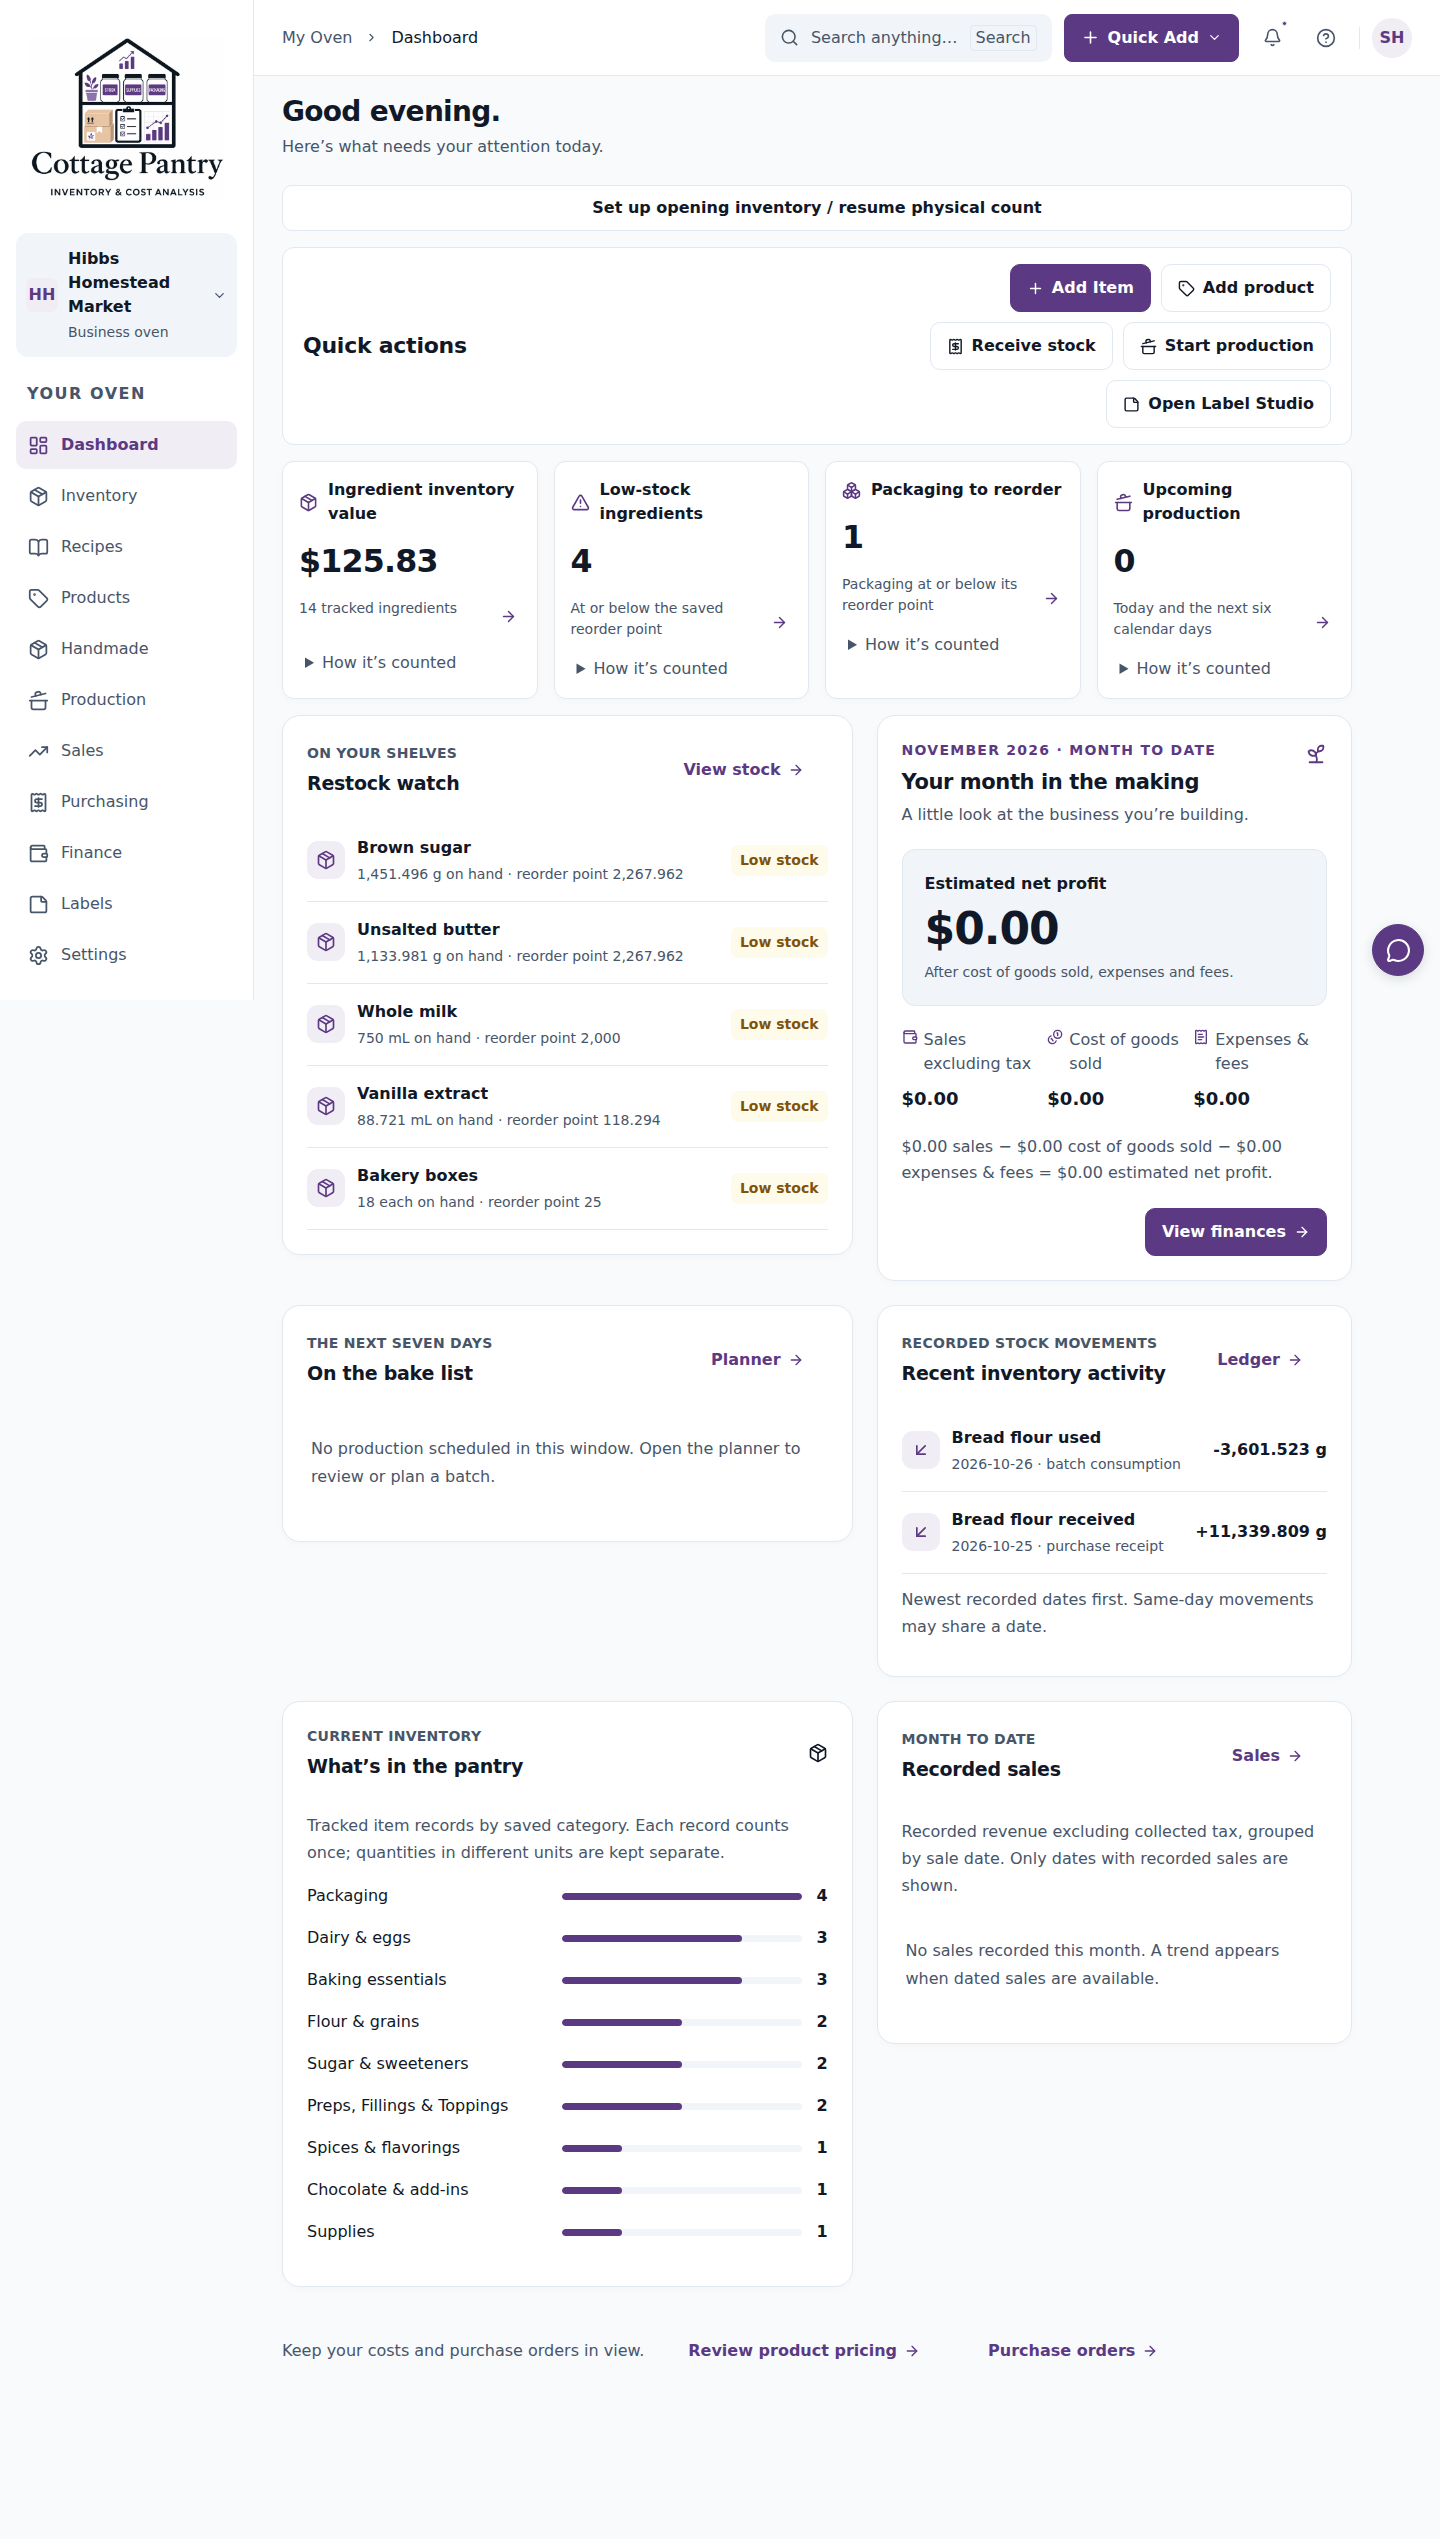 Cottage Pantry
INVENTORY & COST ANALYSIS
HH
Hibbs
Homestead
Market
Business oven
YOUR OVEN
Dashboard
Inventory
Recipes
Products
Handmade
Production
Sales
Purchasing
Finance
Labels
Settings
My Oven > Dashboard
Search anything... Search
Quick Add
SH
Good evening.
Here’s what needs your attention today.
Set up opening inventory / resume physical count
Quick actions
Add Item
Add product
Receive stock
Start production
Open Label Studio
Ingredient inventory
value
$125.83
14 tracked ingredients
How it’s counted
Low-stock
ingredients
4
At or below the saved
reorder point
How it’s counted
Packaging to reorder
1
Packaging at or below its
reorder point
How it’s counted
Upcoming
production
0
Today and the next six
calendar days
How it’s counted
ON YOUR SHELVES
Restock watch
View stock
Brown sugar
1,451.496 g on hand · reorder point 2,267.962
Low stock
Unsalted butter
1,133.981 g on hand · reorder point 2,267.962
Low stock
Whole milk
750 mL on hand · reorder point 2,000
Low stock
Vanilla extract
88.721 mL on hand · reorder point 118.294
Low stock
Bakery boxes
18 each on hand · reorder point 25
Low stock
NOVEMBER 2026 · MONTH TO DATE
Your month in the making
A little look at the business you’re building.
Estimated net profit
$0.00
After cost of goods sold, expenses and fees.
Sales
excluding tax
$0.00
Cost of goods
sold
$0.00
Expenses &
fees
$0.00
$0.00 sales − $0.00 cost of goods sold − $0.00
expenses & fees = $0.00 estimated net profit.
View finances
THE NEXT SEVEN DAYS
On the bake list
Planner
No production scheduled in this window. Open the planner to
review or plan a batch.
RECORDED STOCK MOVEMENTS
Recent inventory activity
Ledger
Bread flour used
2026-10-26 · batch consumption
-3,601.523 g
Bread flour received
2026-10-25 · purchase receipt
+11,339.809 g
Newest recorded dates first. Same-day movements
may share a date.
CURRENT INVENTORY
What’s in the pantry
Tracked item records by saved category. Each record counts
once; quantities in different units are kept separate.
Packaging 4
Dairy & eggs 3
Baking essentials 3
Flour & grains 2
Sugar & sweeteners 2
Preps, Fillings & Toppings 2
Spices & flavorings 1
Chocolate & add-ins 1
Supplies 1
MONTH TO DATE
Recorded sales
Sales
Recorded revenue excluding collected tax, grouped
by sale date. Only dates with recorded sales are
shown.
No sales recorded this month. A trend appears
when dated sales are available.
Keep your costs and purchase orders in view.
Review product pricing
Purchase orders